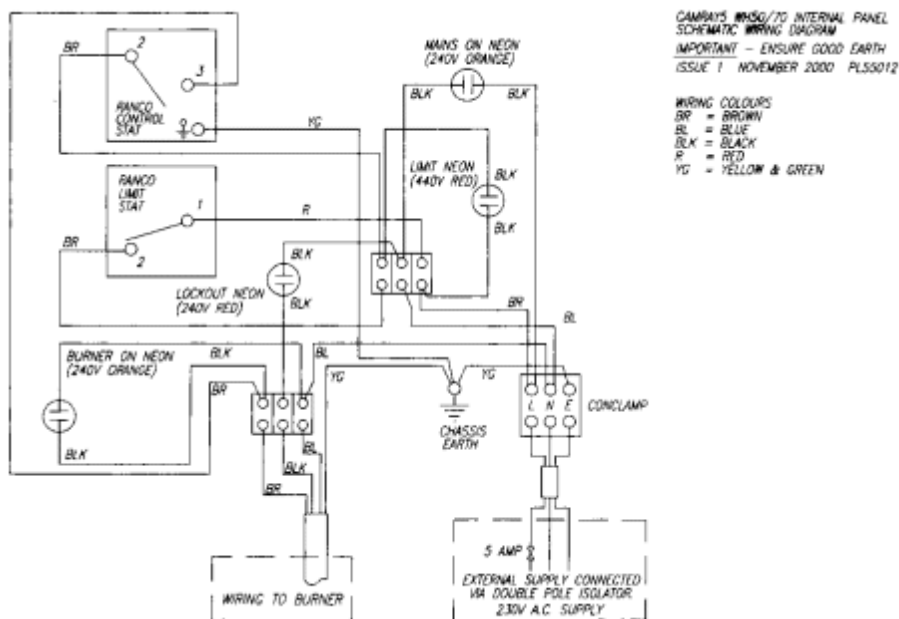 CAMRAY5 WH50/70 INTERNAL PANEL
SCHEMATIC WIRING DIAGRAM
IMPORTANT - ENSURE GOOD EARTH
ISSUE 1 NOVEMBER 2000 PLS5012
WIRING COLOURS
BR = BROWN
BL = BLUE
BLK = BLACK
R = RED
YG = YELLOW & GREEN
BR
2
3
RANCO
CONTROL
STAT
YG
MAINS ON NEON
(240V ORANGE)
BLK
BLK
LIMIT NEON
(440V RED)
BLK
BLK
RANCO
LIMIT
STAT
1
R
2
BR
BLK
LOCKOUT NEON
(240V RED)
BLK
BR
BL
BURNER ON NEON
(240V ORANGE)
BLK
BL
BR
YG
YG
L N E
CONCLAMP
CHASSIS
EARTH
BLK
BL
BLK
BR
WIRING TO BURNER
5 AMP
EXTERNAL SUPPLY CONNECTED
VIA DOUBLE POLE ISOLATOR
230V A.C SUPPLY